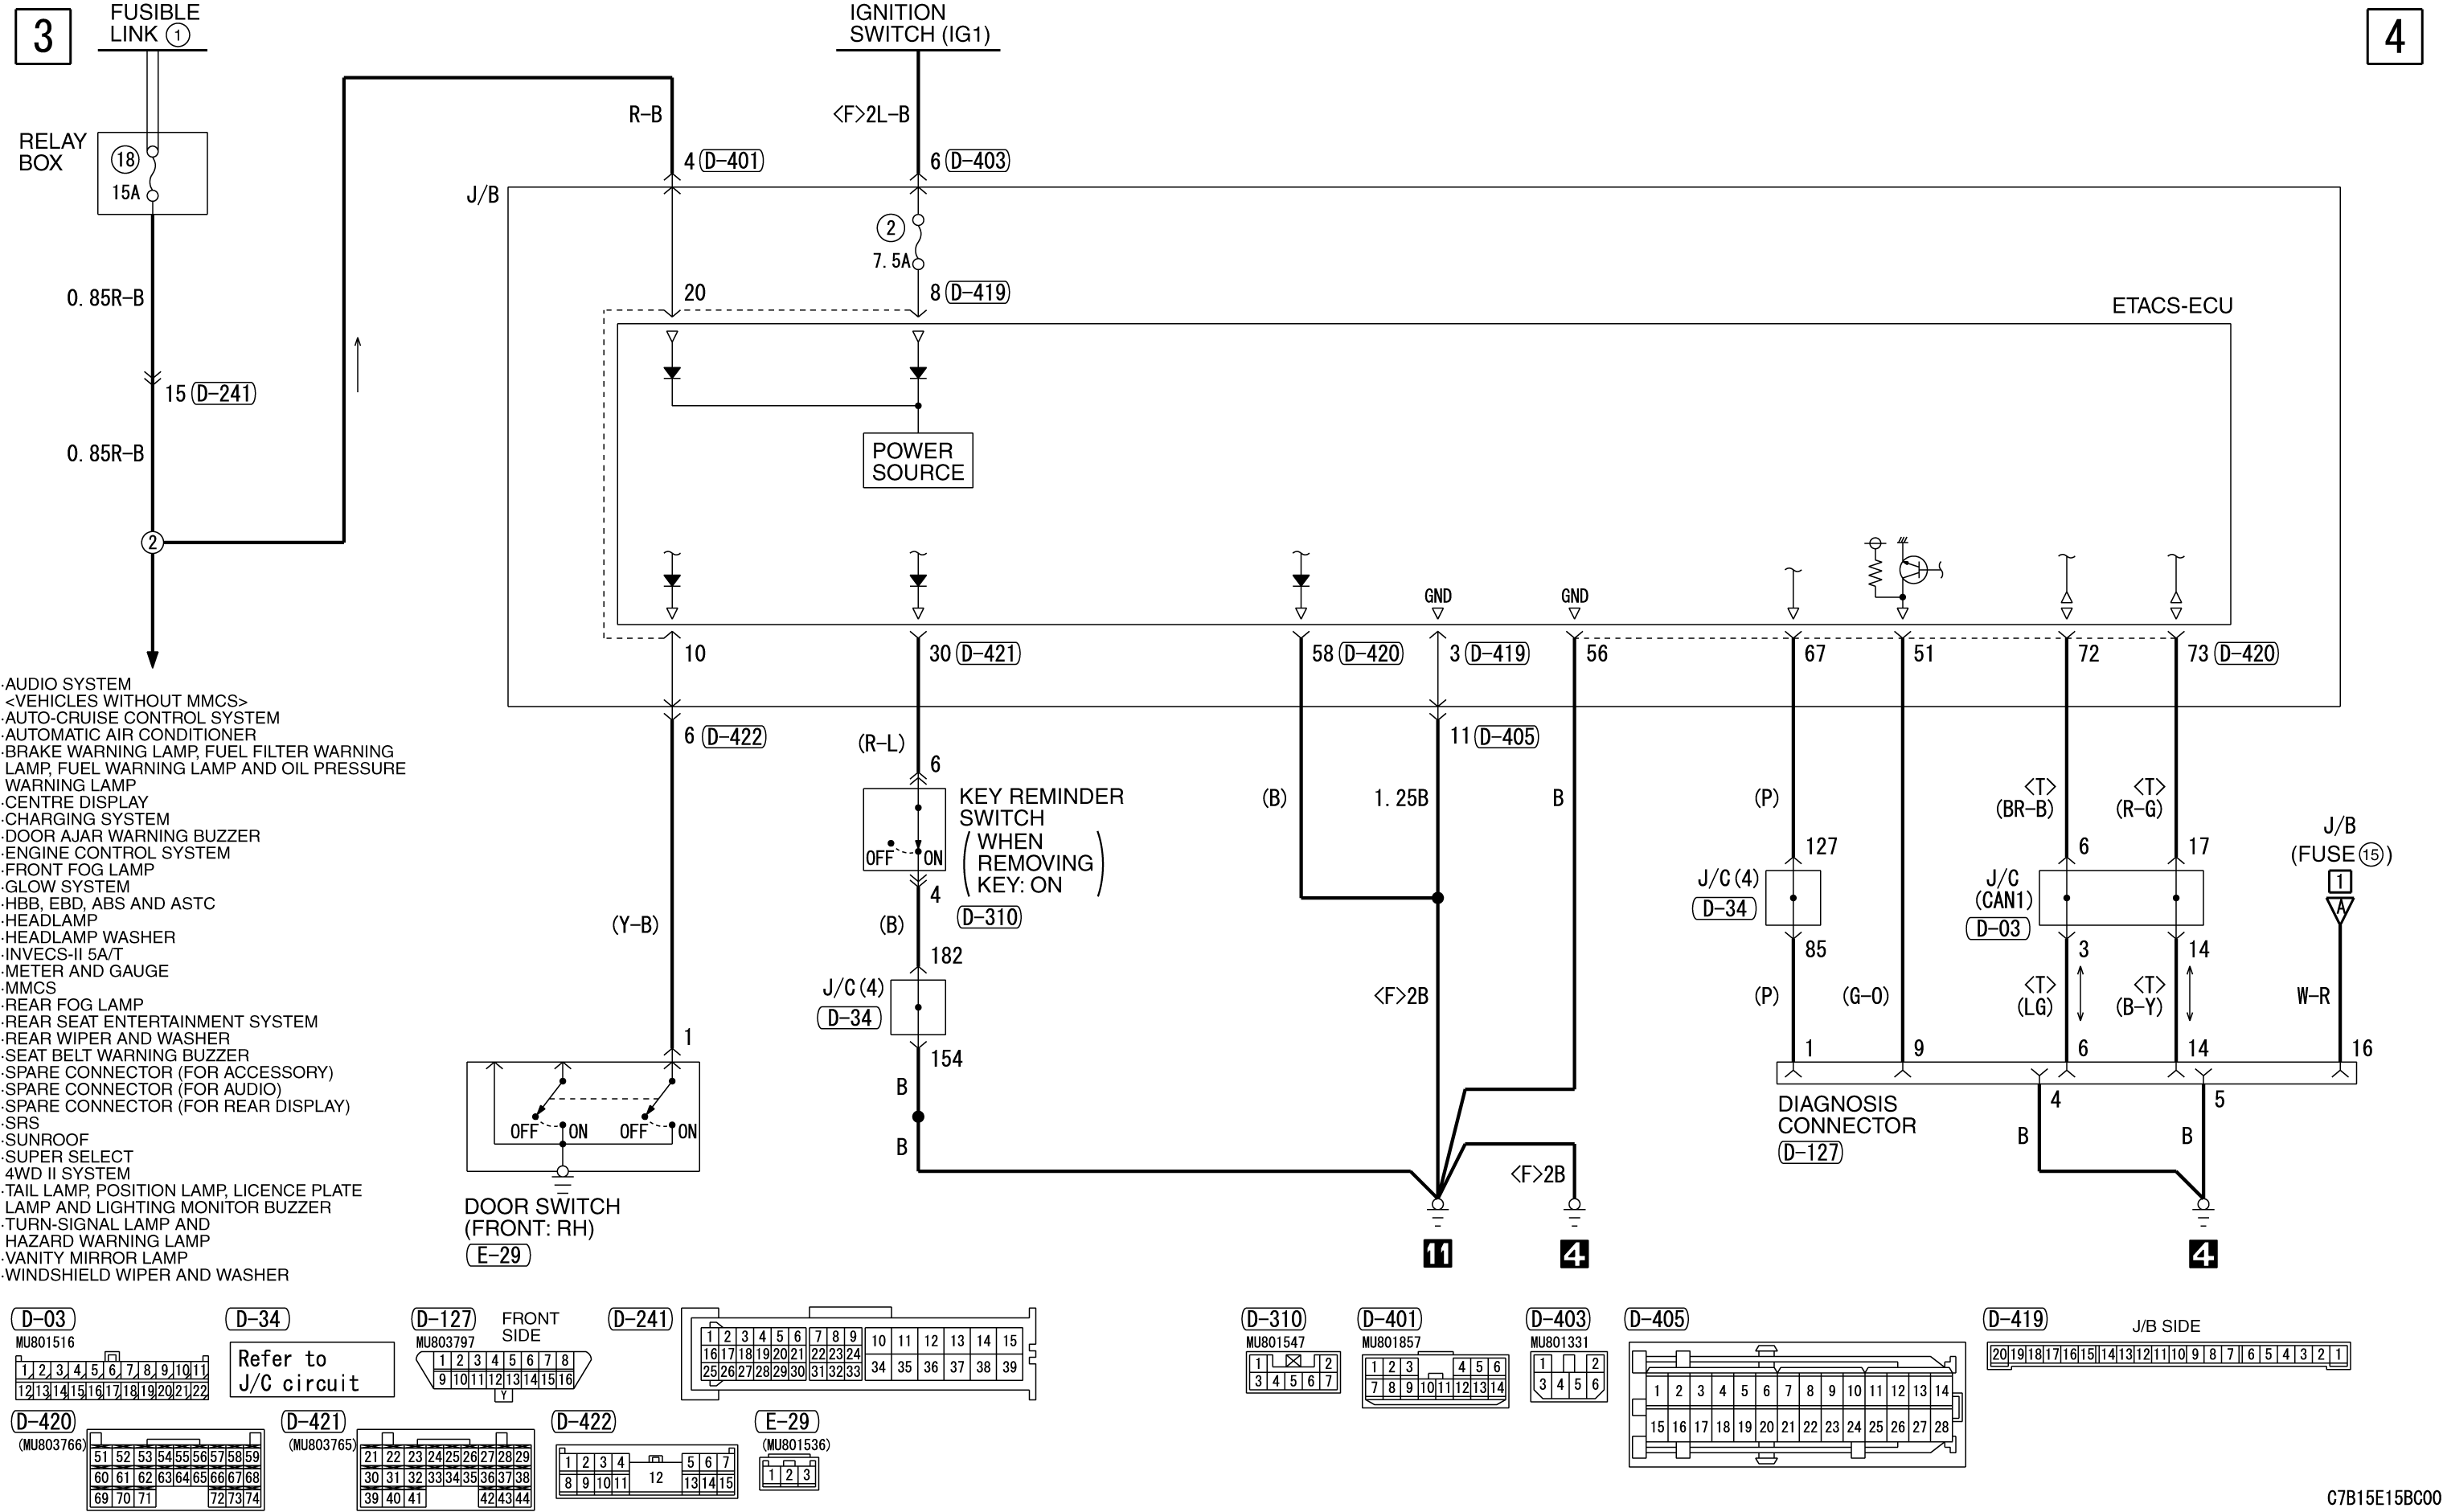 3
FUSIBLE
LINK ①
IGNITION
SWITCH (IG1)
4
R-B
<F>2L-B
RELAY
BOX
18
15A
4 D-401
6 D-403
J/B
2
7.5A
0.85R-B
20
8 D-419
ETACS-ECU
15 D-241
0.85R-B
POWER
SOURCE
2
GND
GND
10
30 D-421
58 D-420
3 D-419
56
67
51
72
73 D-420
·AUDIO SYSTEM
<VEHICLES WITHOUT MMCS>
·AUTO-CRUISE CONTROL SYSTEM
·AUTOMATIC AIR CONDITIONER
·BRAKE WARNING LAMP, FUEL FILTER WARNING
LAMP, FUEL WARNING LAMP AND OIL PRESSURE
WARNING LAMP
·CENTRE DISPLAY
·CHARGING SYSTEM
·DOOR AJAR WARNING BUZZER
·ENGINE CONTROL SYSTEM
·FRONT FOG LAMP
·GLOW SYSTEM
·HBB, EBD, ABS AND ASTC
·HEADLAMP
·HEADLAMP WASHER
·INVECS-II 5A/T
·METER AND GAUGE
·MMCS
·REAR FOG LAMP
·REAR SEAT ENTERTAINMENT SYSTEM
·REAR WIPER AND WASHER
·SEAT BELT WARNING BUZZER
·SPARE CONNECTOR (FOR ACCESSORY)
·SPARE CONNECTOR (FOR AUDIO)
·SPARE CONNECTOR (FOR REAR DISPLAY)
·SRS
·SUNROOF
·SUPER SELECT
4WD II SYSTEM
·TAIL LAMP, POSITION LAMP, LICENCE PLATE
LAMP AND LIGHTING MONITOR BUZZER
·TURN-SIGNAL LAMP AND
HAZARD WARNING LAMP
·VANITY MIRROR LAMP
·WINDSHIELD WIPER AND WASHER
6 D-422
(R-L)
6
11 D-405
KEY REMINDER
SWITCH
(WHEN
REMOVING
KEY: ON)
OFF ON
4
D-310
(B)
1.25B
B
(P)
<T>
(BR-B)
<T>
(R-G)
127
6
17
J/B
(FUSE ⑮)
1
A
J/C(4)
D-34
J/C
(CAN1)
D-03
(Y-B)
(B)
182
85
3
14
J/C(4)
D-34
<F>2B
(P)
(G-O)
<T>
(LG)
<T>
(B-Y)
W-R
1
154
1
9
6
14
16
B
B
OFF ON OFF ON
DOOR SWITCH
(FRONT: RH)
E-29
DIAGNOSIS
CONNECTOR
D-127
4
5
B
B
<F>2B
11
4
4
D-03
MU801516
1 2 3 4 5 6 7 8 9 10 11
12 13 14 15 16 17 18 19 20 21 22
D-34
Refer to
J/C circuit
D-127
MU803797
FRONT
SIDE
1 2 3 4 5 6 7 8
9 10 11 12 13 14 15 16
Y
D-241
1 2 3 4 5 6 7 8 9 10 11 12 13 14 15
16 17 18 19 20 21 22 23 24
25 26 27 28 29 30 31 32 33 34 35 36 37 38 39
D-310
MU801547
1 2
3 4 5 6 7
D-401
MU801857
1 2 3 4 5 6
7 8 9 10 11 12 13 14
D-403
MU801331
1 2
3 4 5 6
D-405
1 2 3 4 5 6 7 8 9 10 11 12 13 14
15 16 17 18 19 20 21 22 23 24 25 26 27 28
D-419
J/B SIDE
20 19 18 17 16 15 14 13 12 11 10 9 8 7 6 5 4 3 2 1
D-420
(MU803766)
51 52 53 54 55 56 57 58 59
60 61 62 63 64 65 66 67 68
69 70 71 72 73 74
D-421
(MU803765)
21 22 23 24 25 26 27 28 29
30 31 32 33 34 35 36 37 38
39 40 41 42 43 44
D-422
1 2 3 4 5 6 7
8 9 10 11 12 13 14 15
E-29
(MU801536)
1 2 3
C7B15E15BC00